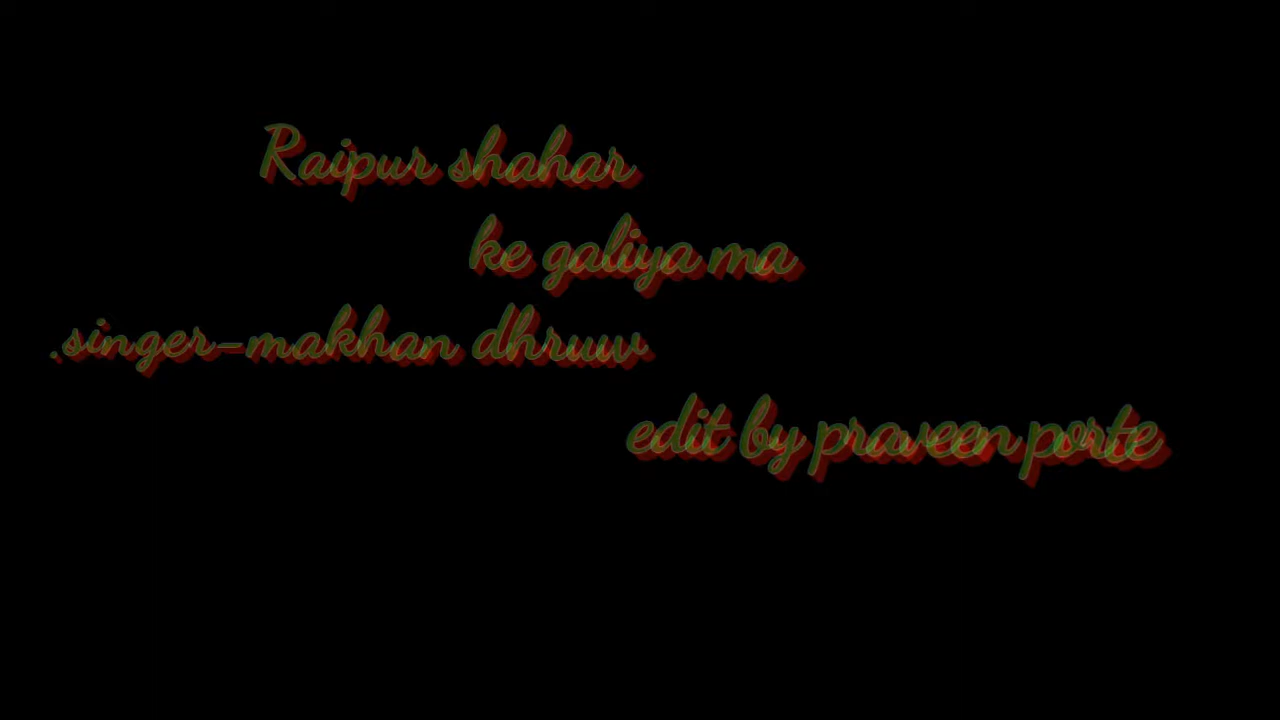 Raipur shahar
ke galiya ma
.singer-makhan dhruw
edit by praveen porte